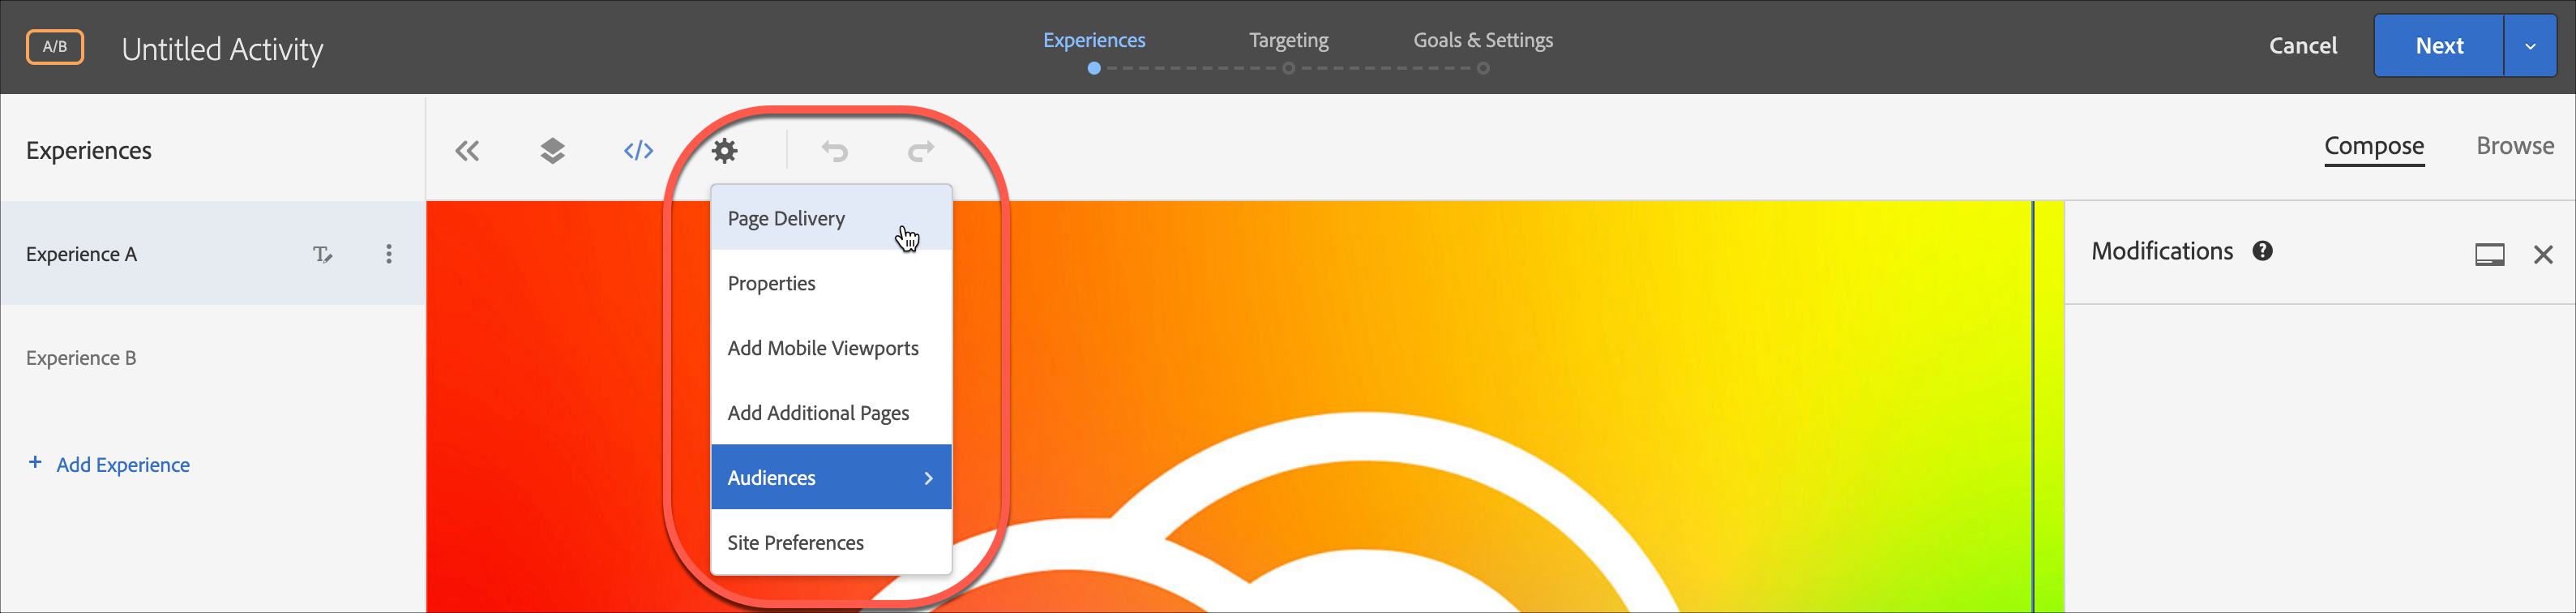 A/B
Untitled Activity
Experiences
Targeting
Goals & Settings
Cancel
Next
Experiences
</>
Compose
Browse
Experience A
Experience B
+ Add Experience
Page Delivery
Properties
Add Mobile Viewports
Add Additional Pages
Audiences
Site Preferences
Modifications